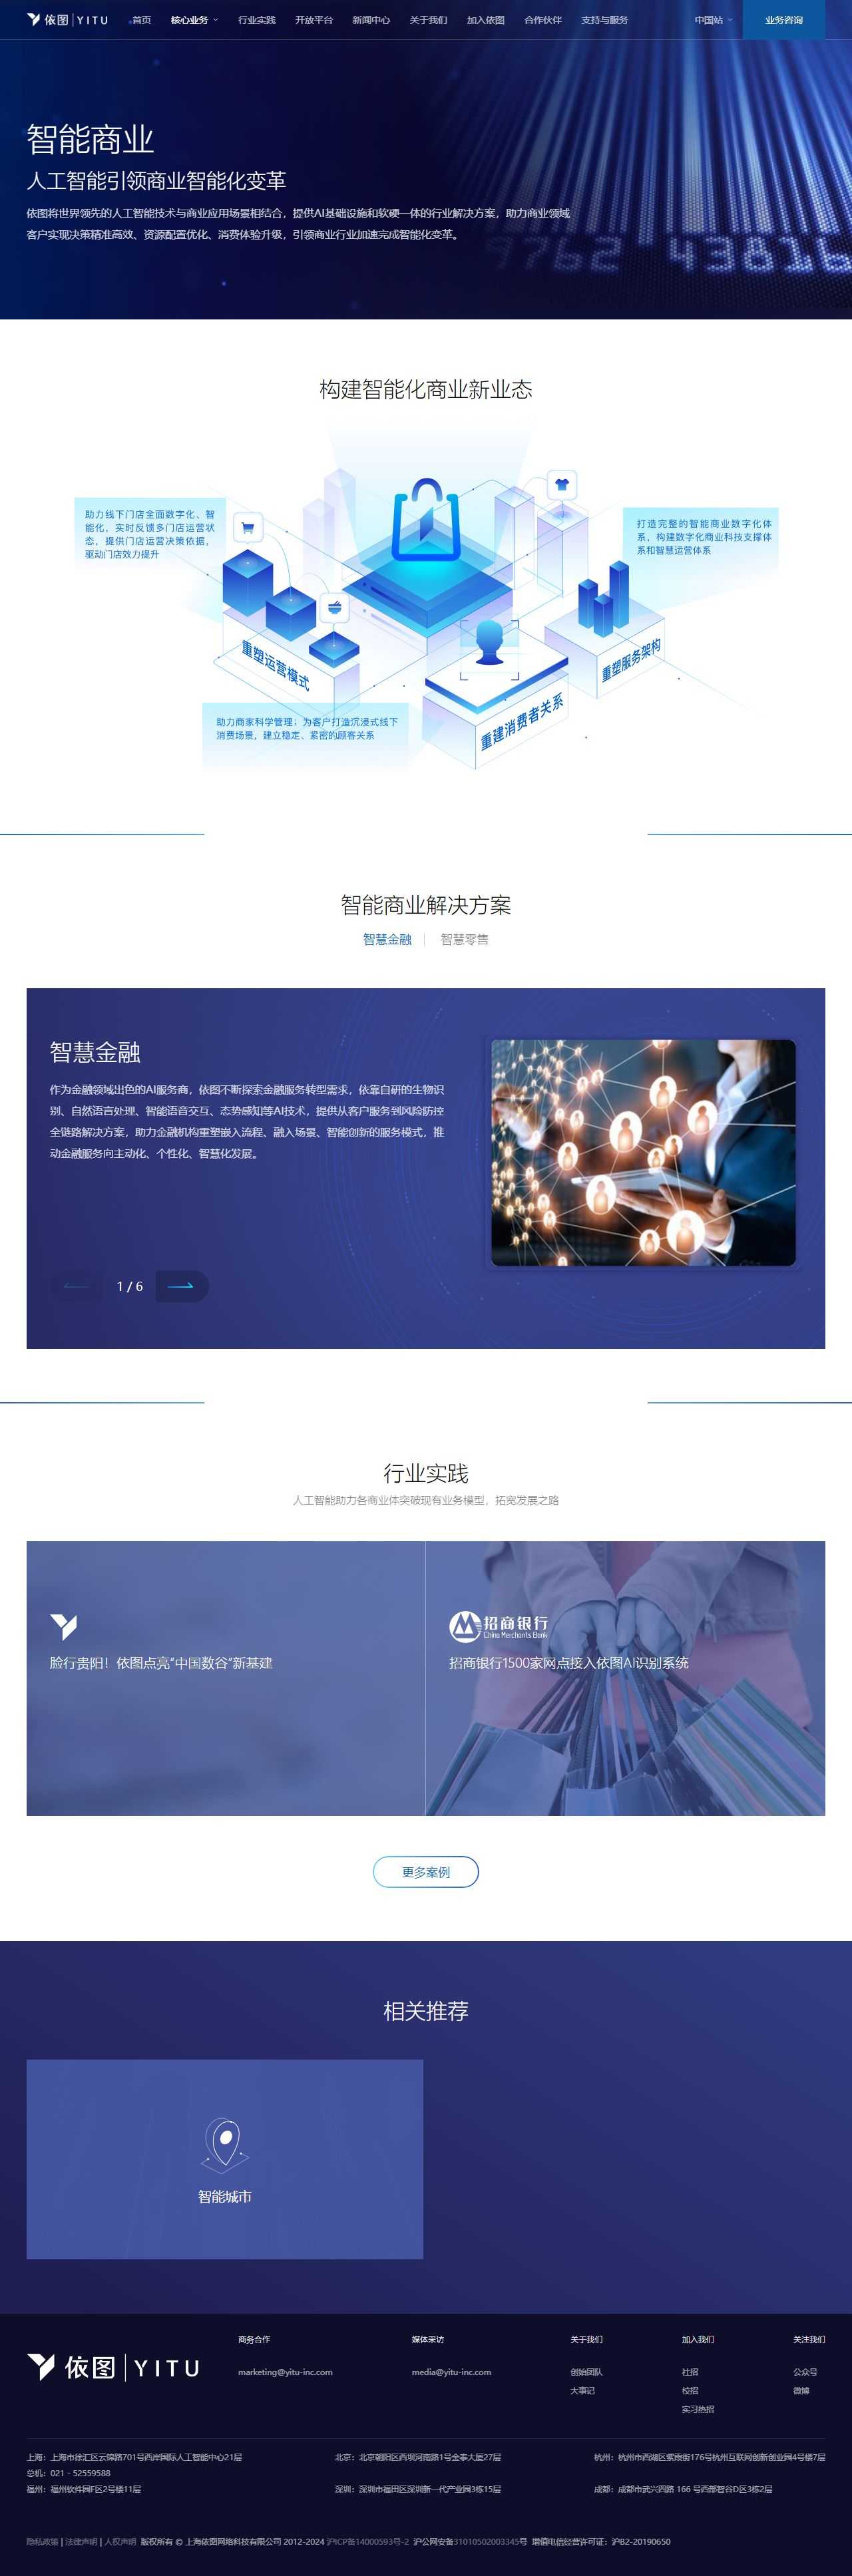 依图 YITU 首页 核心业务 行业实践 开放平台 新闻中心 关于我们 加入依图 合作伙伴 支持与服务 中国站 业务咨询
智能商业
人工智能引领商业智能化变革
依图将世界领先的人工智能技术与商业应用场景相结合，提供AI基础设施和软硬一体的行业解决方案，助力商业领域
客户实现决策精准高效、资源配置优化、消费体验升级，引领商业行业加速完成智能化变革。
9762 43816
构建智能化商业新业态
助力线下门店全面数字化、智
能化，实时反馈多门店运营状
态，提供门店运营决策依据，
驱动门店效力提升
打造完整的智能商业数字化体
系，构建数字化商业科技支撑体
系和智慧运营体系
重塑运营模式
重塑服务架构
重建消费者关系
助力商家科学管理；为客户打造沉浸式线下
消费场景，建立稳定、紧密的顾客关系
智能商业解决方案
智慧金融 智慧零售
智慧金融
作为金融领域出色的AI服务商，依图不断探索金融服务转型需求，依靠自研的生物识
别、自然语言处理、智能语音交互、态势感知等AI技术，提供从客户服务到风险防控
全链路解决方案，助力金融机构重塑嵌入流程、融入场景、智能创新的服务模式，推
动金融服务向主动化、个性化、智慧化发展。
1 / 6
行业实践
人工智能助力各商业体突破现有业务模型，拓宽发展之路
招商银行
China Merchants Bank
脸行贵阳！依图点亮“中国数谷”新基建
招商银行1500家网点接入依图AI识别系统
更多案例
相关推荐
智能城市
依图 YITU
商务合作 媒体采访 关于我们 加入我们 关注我们
marketing@yitu-inc.com media@yitu-inc.com 创始团队 社招 公众号
大事记 校招 微博
实习热招
上海：上海市徐汇区云锦路701号西岸国际人工智能中心21层 北京：北京朝阳区西坝河南路1号金泰大厦27层 杭州：杭州市西湖区紫霞街176号杭州互联网创新创业园4号楼7层
总机：021 - 52559588
福州：福州软件园F区2号楼11层 深圳：深圳市福田区深圳新一代产业园3栋15层 成都：成都市武兴四路 166 号西部智谷D区3栋2层
隐私政策 | 法律声明 | 人权声明 版权所有 © 上海依图网络科技有限公司 2012-2024 沪ICP备14000593号-2 沪公网安备31010502003345号 增值电信经营许可证：沪B2-20190650